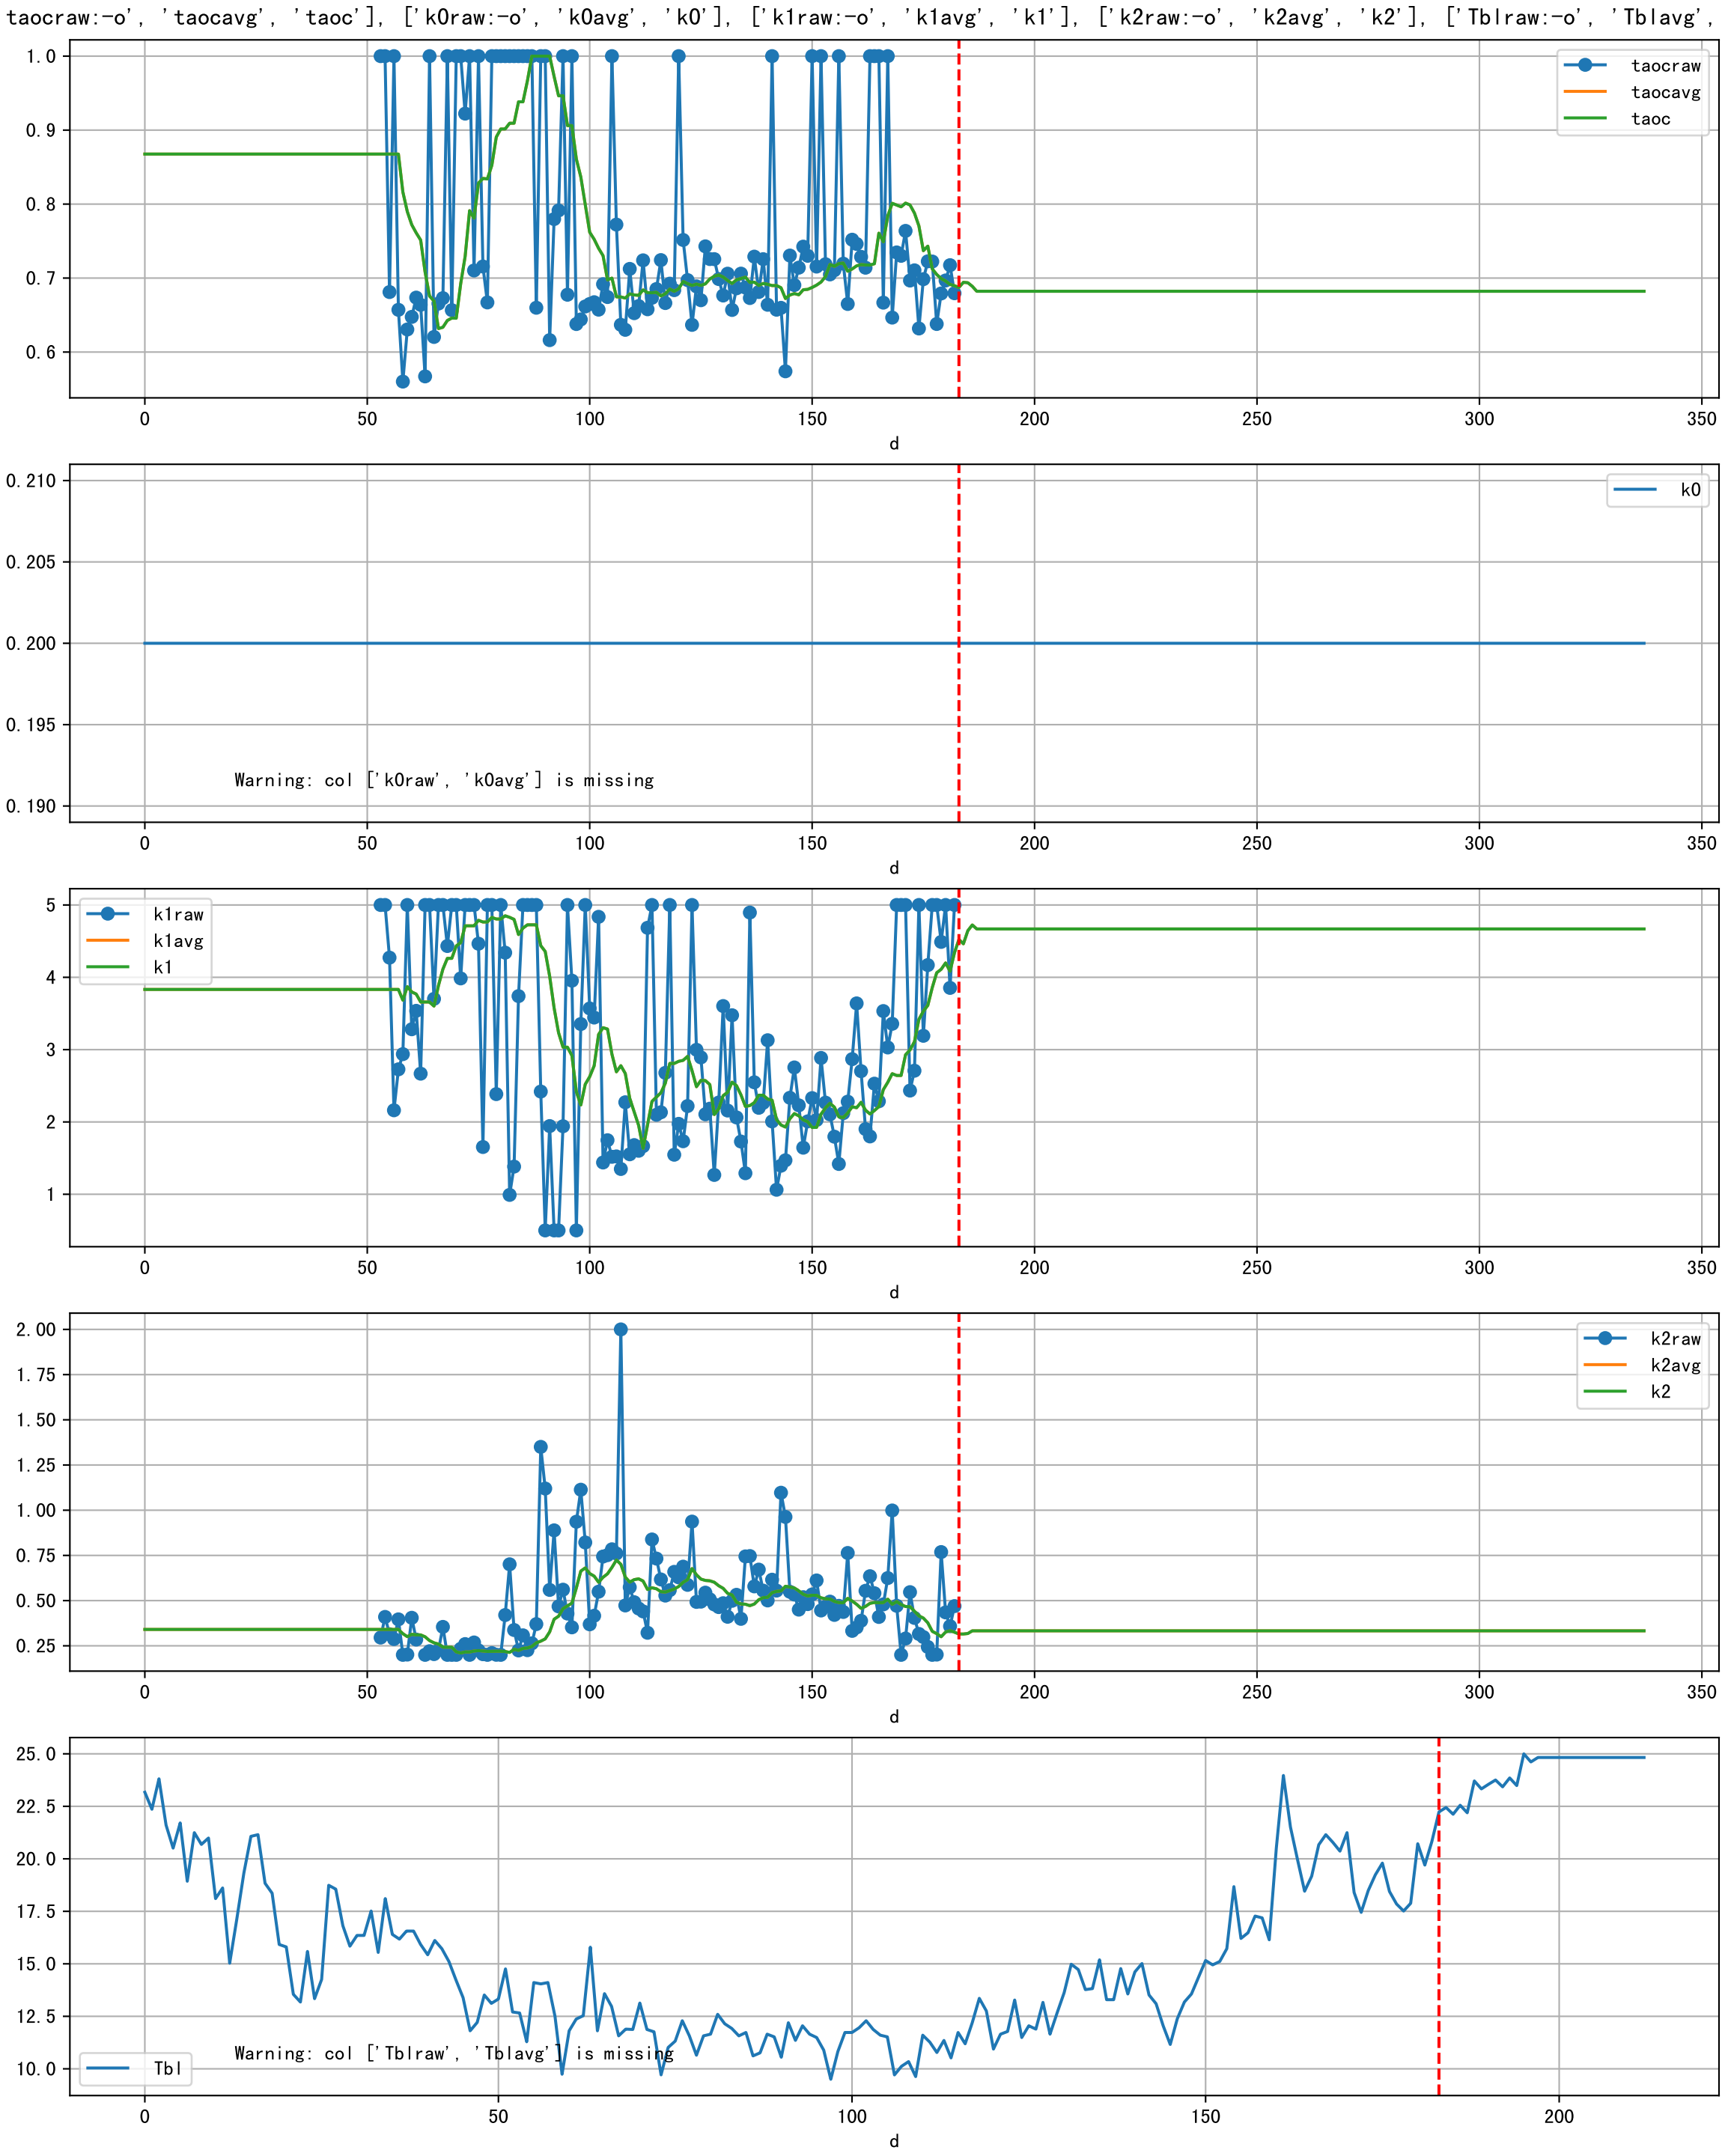 taocraw:-o', 'taocavg', 'taoc'], ['k0raw:-o', 'k0avg', 'k0'], ['k1raw:-o', 'k1avg', 'k1'], ['k2raw:-o', 'k2avg', 'k2'], ['Tblraw:-o', 'Tblavg',
1.0
0.9
0.8
0.7
0.6
taocraw
taocavg
taoc
0 50 100 150 200 250 300 350
d
0.210
0.205
0.200
0.195
0.190
k0
Warning: col ['k0raw', 'k0avg'] is missing
0 50 100 150 200 250 300 350
d
5
4
3
2
1
k1raw
k1avg
k1
0 50 100 150 200 250 300 350
d
2.00
1.75
1.50
1.25
1.00
0.75
0.50
0.25
k2raw
k2avg
k2
0 50 100 150 200 250 300 350
d
25.0
22.5
20.0
17.5
15.0
12.5
10.0
Warning: col ['Tblraw', 'Tblavg'] is missing
Tbl
0 50 100 150 200
d